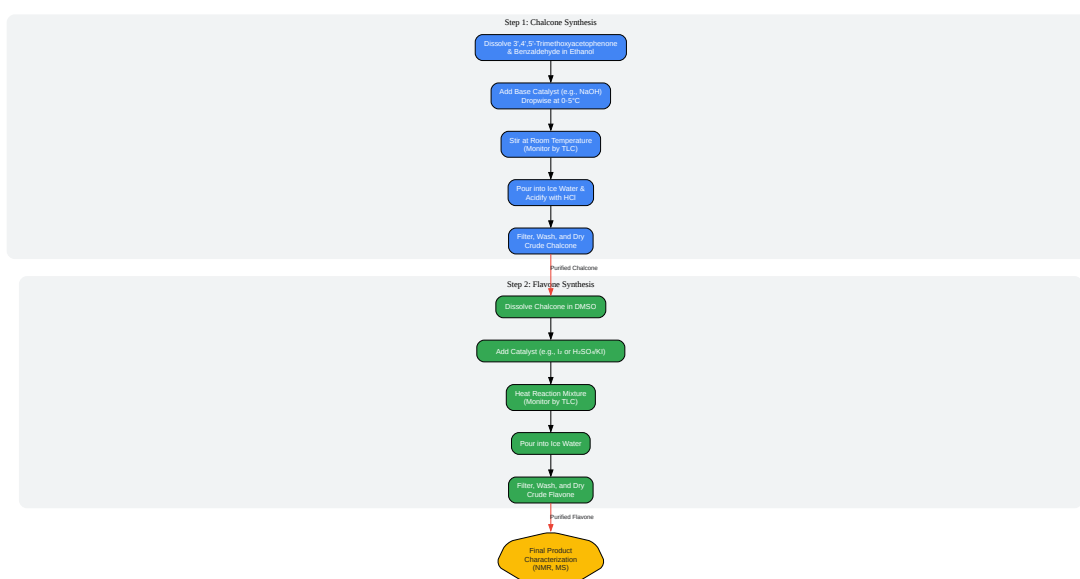 Step 1: Chalcone Synthesis
Dissolve 3',4',5'-Trimethoxyacetophenone
& Benzaldehyde in Ethanol
Add Base Catalyst (e.g., NaOH)
Dropwise at 0-5°C
Stir at Room Temperature
(Monitor by TLC)
Pour into Ice Water &
Acidify with HCl
Filter, Wash, and Dry
Crude Chalcone
Purified Chalcone
Step 2: Flavone Synthesis
Dissolve Chalcone in DMSO
Add Catalyst (e.g., I₂ or H₂SO₄/KI)
Heat Reaction Mixture
(Monitor by TLC)
Pour into Ice Water
Filter, Wash, and Dry
Crude Flavone
Purified Flavone
Final Product
Characterization
(NMR, MS)